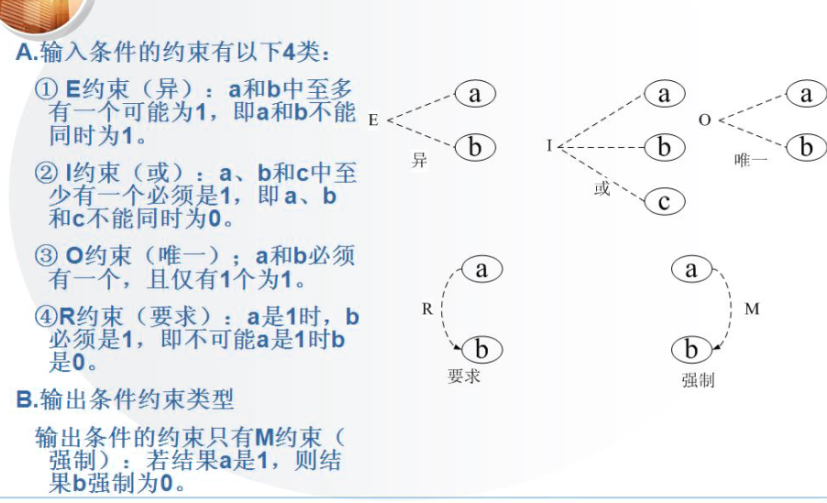 A.输入条件的约束有以下4类：
① E约束（异）：a和b中至多
有一个可能为1，即a和b不能
同时为1。
② I约束（或）：a、b和c中至
少有一个必须是1，即 a、b
和c不能同时为0。
③ O约束（唯一）；a和b必须
有一个，且仅有1个为1。
④R约束（要求）：a是1时，b
必须是1，即不可能a是1时b
是0。
B.输出条件约束类型
输出条件的约束只有M约束（
强制）：若结果a是1，则结
果b强制为0。
E
a
b
异
I
a
b
c
或
O
a
b
唯一
R
a
b
要求
M
a
b
强制